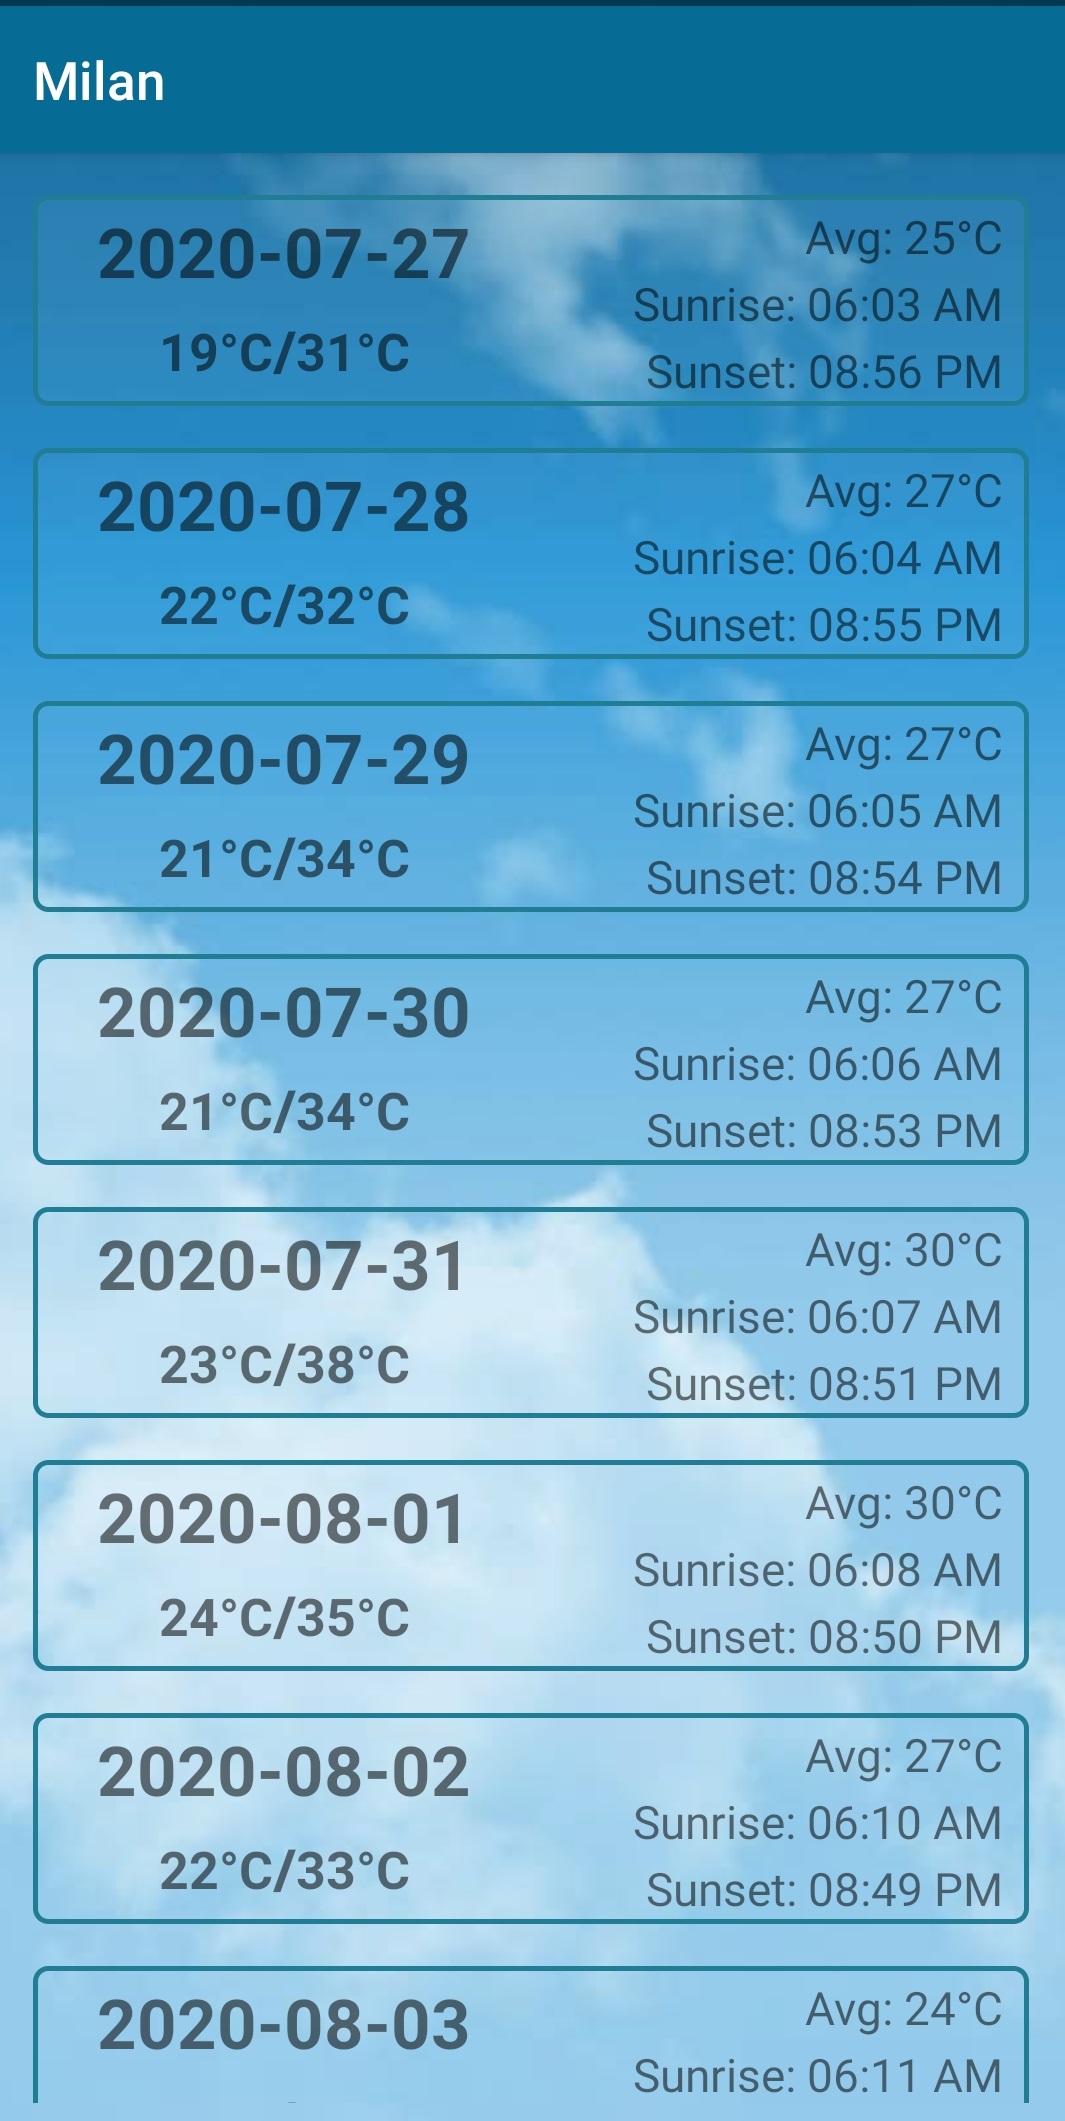 Milan
2020-07-27
19°C/31°C
Avg: 25°C
Sunrise: 06:03 AM
Sunset: 08:56 PM
2020-07-28
22°C/32°C
Avg: 27°C
Sunrise: 06:04 AM
Sunset: 08:55 PM
2020-07-29
21°C/34°C
Avg: 27°C
Sunrise: 06:05 AM
Sunset: 08:54 PM
2020-07-30
21°C/34°C
Avg: 27°C
Sunrise: 06:06 AM
Sunset: 08:53 PM
2020-07-31
23°C/38°C
Avg: 30°C
Sunrise: 06:07 AM
Sunset: 08:51 PM
2020-08-01
24°C/35°C
Avg: 30°C
Sunrise: 06:08 AM
Sunset: 08:50 PM
2020-08-02
22°C/33°C
Avg: 27°C
Sunrise: 06:10 AM
Sunset: 08:49 PM
2020-08-03
Avg: 24°C
Sunrise: 06:11 AM